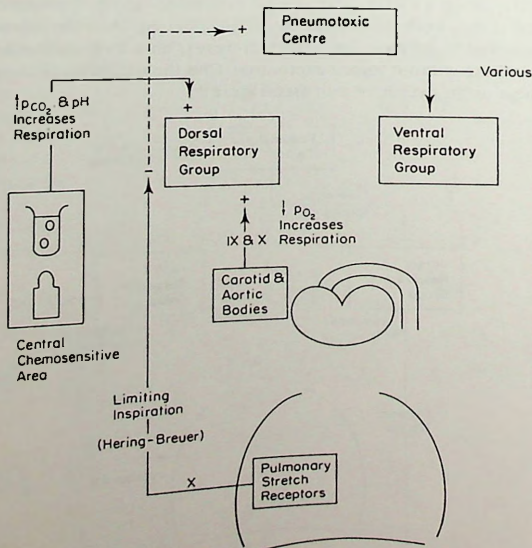 Pneumotoxic
Centre
+
Various
↑pCO2 & pH
Increases
Respiration
+
−
Dorsal
Respiratory
Group
Ventral
Respiratory
Group
+
↓ pO2
Increases
Respiration
IX & X
Carotid &
Aortic
Bodies
Central
Chemosensitive
Area
Limiting
Inspiration
(Hering-Breuer)
X
Pulmonary
Stretch
Receptors